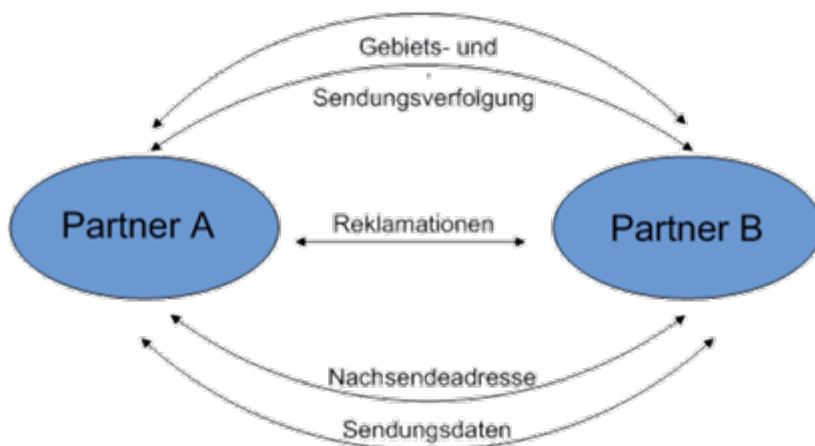 Gebiets- und
Sendungsverfolgung
Partner A
Reklamationen
Partner B
Nachsendeadresse
Sendungsdaten